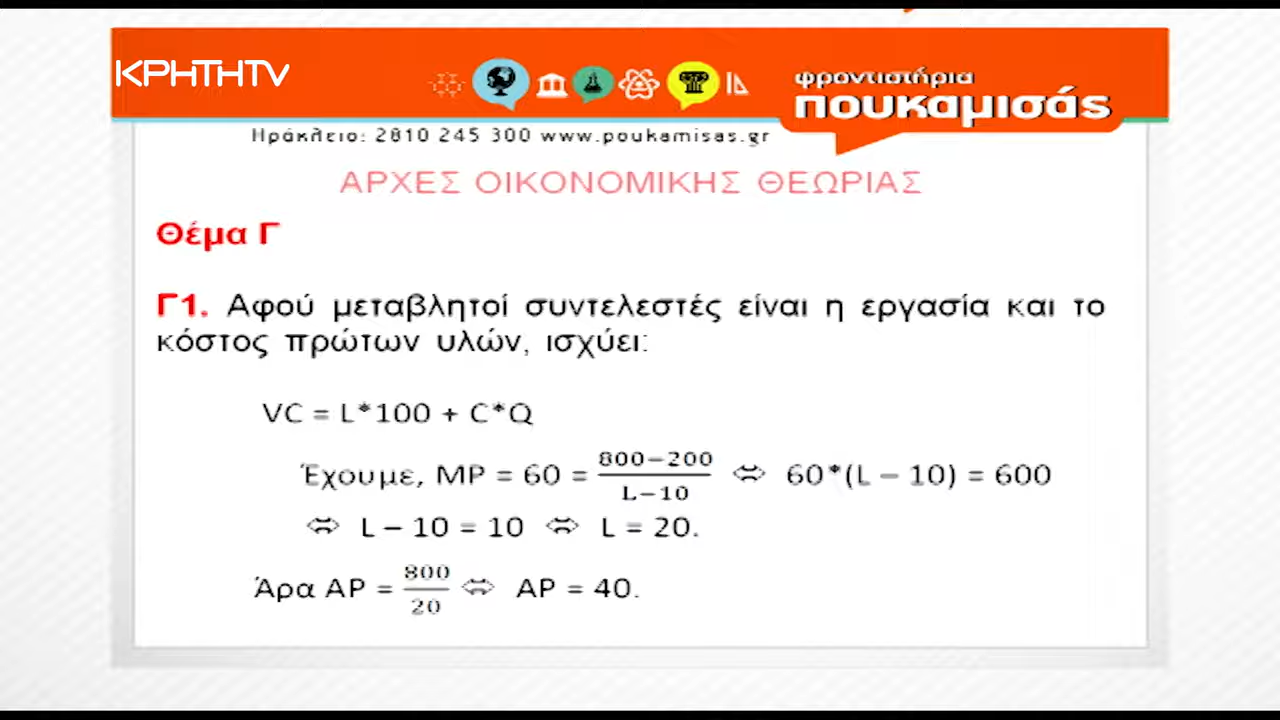 ΚΡΗΤΗTV
φροντιστήρια
πουκαμισάς
Ηράκλειο: 2810 245 300 www.poukamisas.gr
ΑΡΧΕΣ ΟΙΚΟΝΟΜΙΚΗΣ ΘΕΩΡΙΑΣ
Θέμα Γ
Γ1. Αφού μεταβλητοί συντελεστές είναι η εργασία και το
κόστος πρώτων υλών, ισχύει:
VC = L*100 + C*Q
Έχουμε, MP = 60 = 800−200 / L−10 ⇔ 60*(L – 10) = 600
⇔ L – 10 = 10 ⇔ L = 20.
Άρα AP = 800 / 20 ⇔ AP = 40.